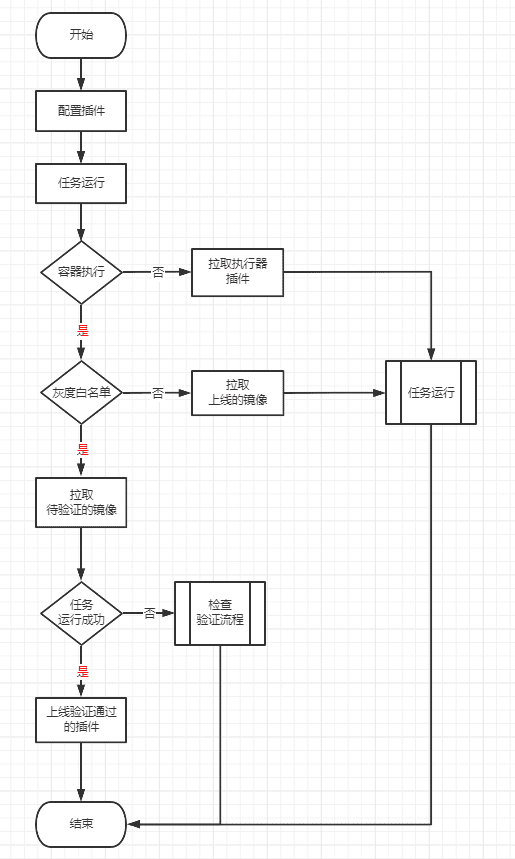 开始
配置插件
任务运行
容器执行
否
拉取执行器
插件
是
灰度白名单
否
拉取
上线的镜像
任务运行
是
拉取
待验证的镜像
任务
运行成功
否
检查
验证流程
是
上线验证通过
的插件
结束